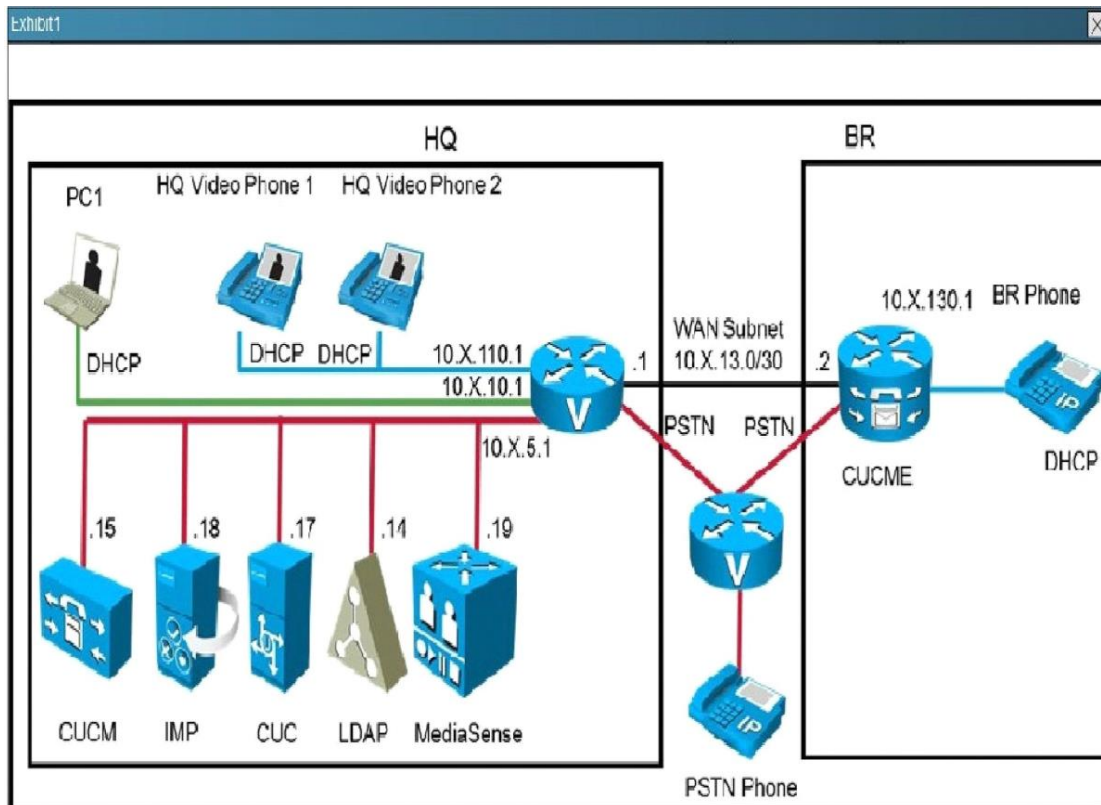 Exhibit1
X
HQ
BR
PC1
HQ Video Phone 1
HQ Video Phone 2
10.X.130.1
BR Phone
WAN Subnet
10.X.13.0/30
DHCP
DHCP
DHCP
10.X.110.1
10.X.10.1
.1
.2
V
IP
PSTN
PSTN
10.X.5.1
CUCME
DHCP
.15
.18
.17
.14
.19
V
U
CUCM
IMP
CUC
LDAP
MediaSense
IP
PSTN Phone